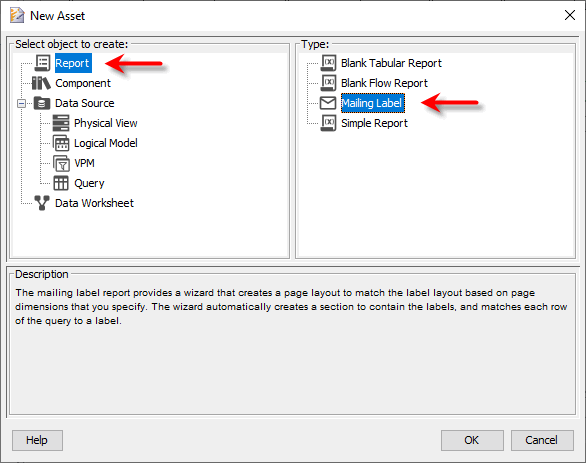 New Asset
Select object to create:
Report
Component
Data Source
Physical View
Logical Model
VPM
Query
Data Worksheet
Type:
Blank Tabular Report
Blank Flow Report
Mailing Label
Simple Report
Description
The mailing label report provides a wizard that creates a page layout to match the label layout based on page
dimensions that you specify. The wizard automatically creates a section to contain the labels, and matches each row
of the query to a label.
Help
OK
Cancel